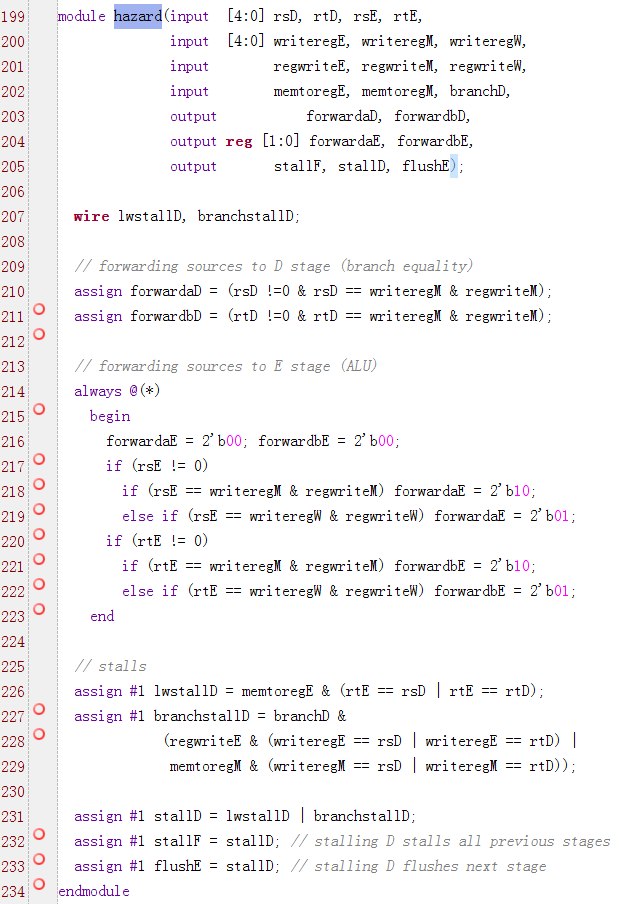 199 module hazard(input [4:0] rsD, rtD, rsE, rtE,
200 input [4:0] writeregE, writeregM, writeregW,
201 input regwriteE, regwriteM, regwriteW,
202 input memtoregE, memtoregM, branchD,
203 output forwardaD, forwardbD,
204 output reg [1:0] forwardaE, forwardbE,
205 output stallF, stallD, flushE);
206
207 wire lwstallD, branchstallD;
208
209 // forwarding sources to D stage (branch equality)
210 assign forwardaD = (rsD !=0 & rsD == writeregM & regwriteM);
211 assign forwardbD = (rtD !=0 & rtD == writeregM & regwriteM);
212
213 // forwarding sources to E stage (ALU)
214 always @(*)
215 begin
216 forwardaE = 2'b00; forwardbE = 2'b00;
217 if (rsE != 0)
218 if (rsE == writeregM & regwriteM) forwardaE = 2'b10;
219 else if (rsE == writeregW & regwriteW) forwardaE = 2'b01;
220 if (rtE != 0)
221 if (rtE == writeregM & regwriteM) forwardbE = 2'b10;
222 else if (rtE == writeregW & regwriteW) forwardbE = 2'b01;
223 end
224
225 // stalls
226 assign #1 lwstallD = memtoregE & (rtE == rsD | rtE == rtD);
227 assign #1 branchstallD = branchD &
228 (regwriteE & (writeregE == rsD | writeregE == rtD) |
229 memtoregM & (writeregM == rsD | writeregM == rtD));
230
231 assign #1 stallD = lwstallD | branchstallD;
232 assign #1 stallF = stallD; // stalling D stalls all previous stages
233 assign #1 flushE = stallD; // stalling D flushes next stage
234 endmodule